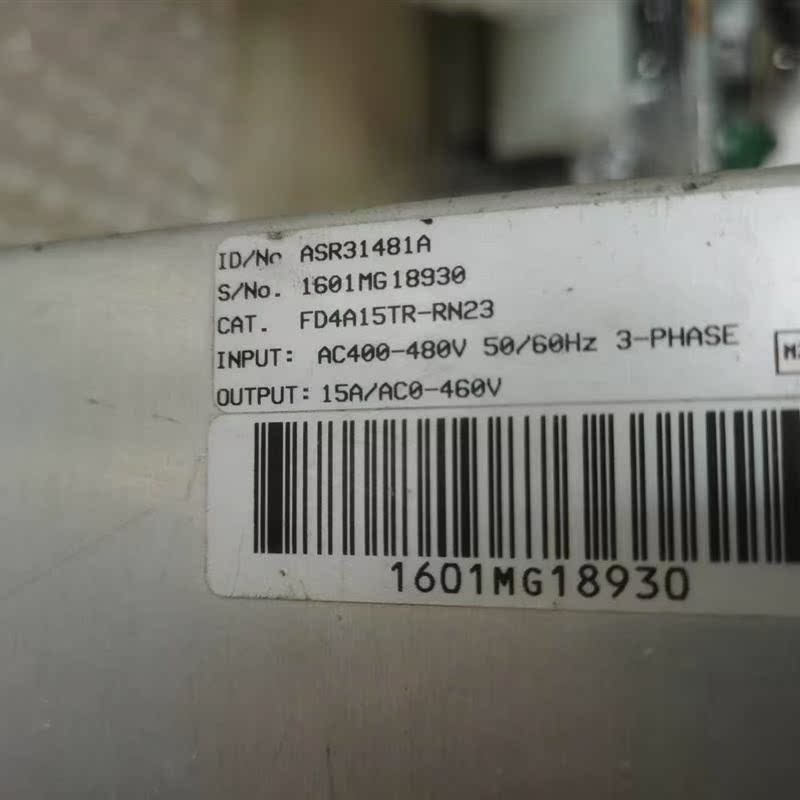 ID/No ASR31481A
S/No. 1601MG18930
CAT. FD4A15TR-RN23
INPUT: AC400-480V 50/60Hz 3-PHASE
OUTPUT: 15A/AC0-460V
1601MG18930